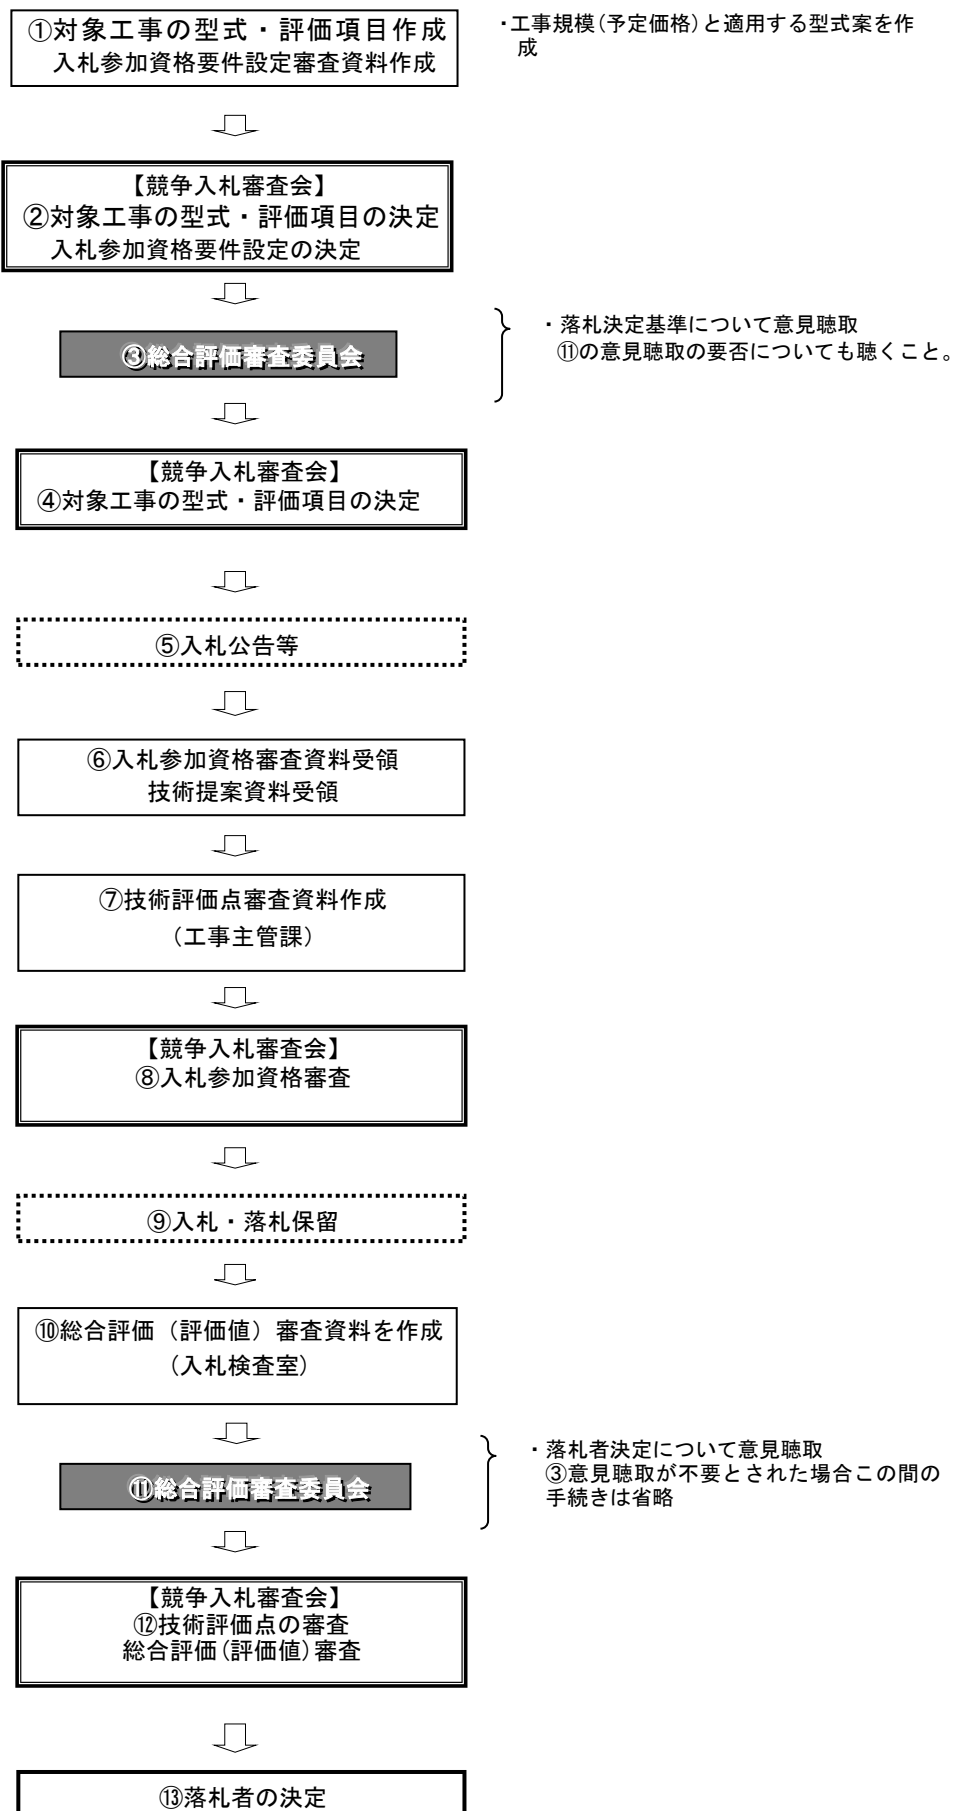 ①対象工事の型式・評価項目作成
入札参加資格要件設定審査資料作成
・工事規模(予定価格)と適用する型式案を作
成
【競争入札審査会】
②対象工事の型式・評価項目の決定
入札参加資格要件設定の決定
③総合評価審査委員会
・落札決定基準について意見聴取
⑪の意見聴取の要否についても聴くこと。
【競争入札審査会】
④対象工事の型式・評価項目の決定
⑤入札公告等
⑥入札参加資格審査資料受領
技術提案資料受領
⑦技術評価点審査資料作成
(工事主管課)
【競争入札審査会】
⑧入札参加資格審査
⑨入札・落札保留
⑩総合評価(評価値)審査資料を作成
(入札検査室)
⑪総合評価審査委員会
・落札者決定について意見聴取
③意見聴取が不要とされた場合この間の
手続きは省略
【競争入札審査会】
⑫技術評価点の審査
総合評価(評価値)審査
⑬落札者の決定